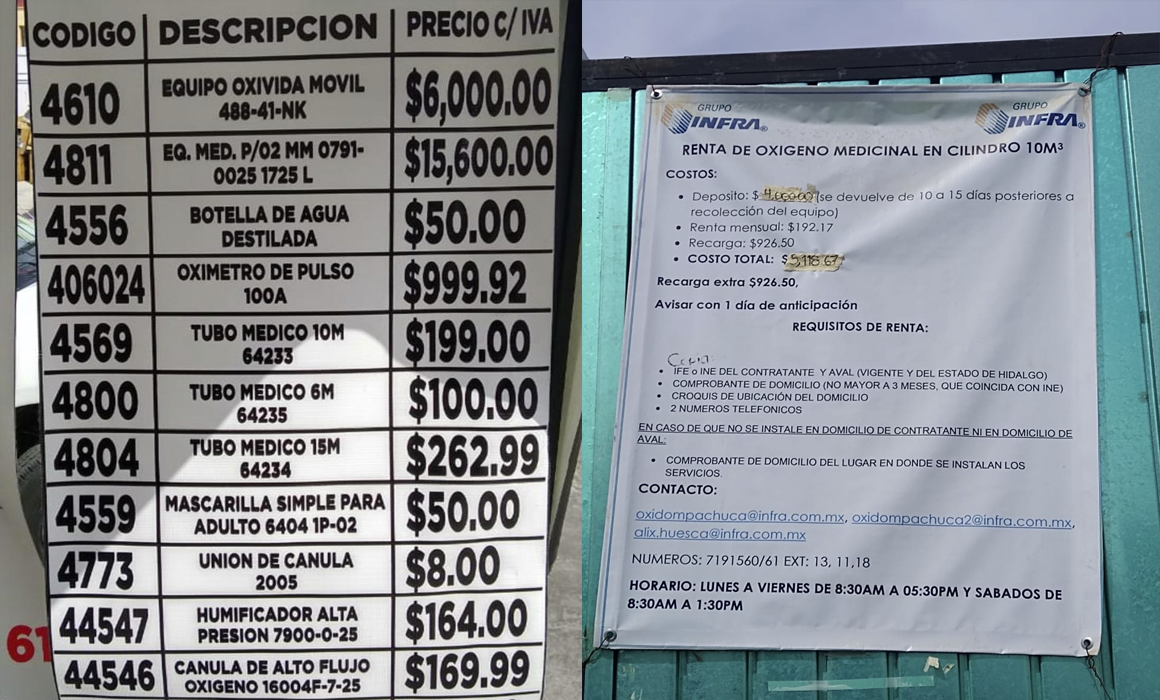 CODIGO DESCRIPCION PRECIO C/ IVA
4610 EQUIPO OXIVIDA MOVIL 488-41-NK $6,000.00
4811 EQ. MED. P/02 MM 0791-0025 1725 L $15,600.00
4556 BOTELLA DE AGUA DESTILADA $50.00
406024 OXIMETRO DE PULSO 100A $999.92
4569 TUBO MEDICO 10M 64233 $199.00
4800 TUBO MEDICO 6M 64235 $100.00
4804 TUBO MEDICO 15M 64234 $262.99
4559 MASCARILLA SIMPLE PARA ADULTO 6404 1P-02 $50.00
4773 UNION DE CANULA 2005 $8.00
44547 HUMIFICADOR ALTA PRESION 7900-0-25 $164.00
44546 CANULA DE ALTO FLUJO OXIGENO 16004F-7-25 $169.99
61
GRUPO INFRA®
GRUPO INFRA®
RENTA DE OXIGENO MEDICINAL EN CILINDRO 10M³
COSTOS:
• Deposito: $ 4,000.00 (se devuelve de 10 a 15 días posteriores a
recolección del equipo)
• Renta mensual: $192.17
• Recarga: $926.50
• COSTO TOTAL: $5,118.67
Recarga extra $926.50,
Avisar con 1 día de anticipación
REQUISITOS DE RENTA:
• IFE o INE DEL CONTRATANTE Y AVAL (VIGENTE Y DEL ESTADO DE HIDALGO)
• COMPROBANTE DE DOMICILIO (NO MAYOR A 3 MESES, QUE COINCIDA CON INE)
• CROQUIS DE UBICACIÓN DEL DOMICILIO
• 2 NUMEROS TELEFONICOS
EN CASO DE QUE NO SE INSTALE EN DOMICILIO DE CONTRATANTE NI EN DOMICILIO DE
AVAL:
• COMPROBANTE DE DOMICILIO DEL LUGAR EN DONDE SE INSTALAN LOS
SERVICIOS.
CONTACTO:
oxidompachuca@infra.com.mx, oxidompachuca2@infra.com.mx,
alix.huesca@infra.com.mx
NUMEROS: 7191560/61 EXT: 13, 11,18
HORARIO: LUNES A VIERNES DE 8:30AM A 05:30PM Y SABADOS DE
8:30AM A 1:30PM